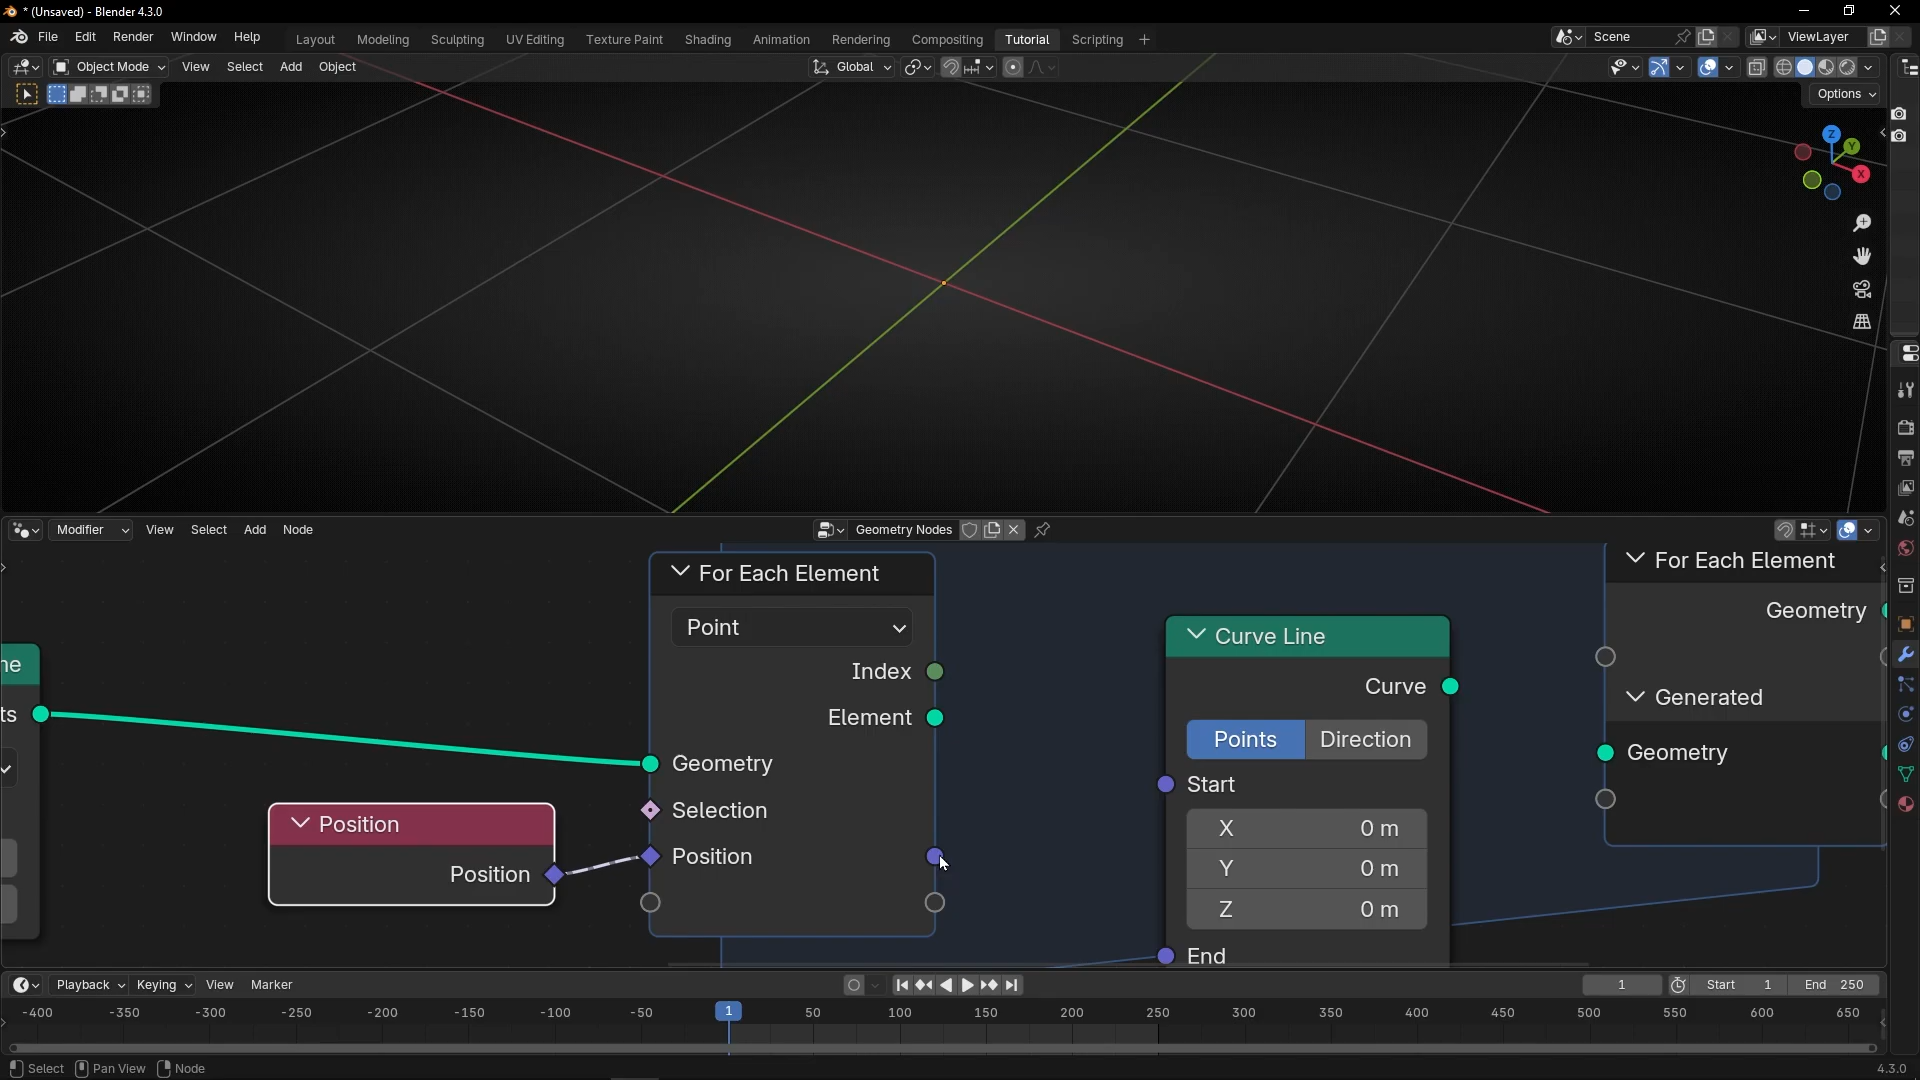 * (Unsaved) - Blender 4.3.0
File Edit Render Window Help Layout Modeling Sculpting UV Editing Texture Paint Shading Animation Rendering Compositing Tutorial Scripting + Scene ViewLayer
Object Mode View Select Add Object Global
Options
Z
Y
X
Modifier View Select Add Node Geometry Nodes
For Each Element
Point
Index
Element
Geometry
Selection
Position
ne
ts
Position
Position
Curve Line
Curve
Points Direction
Start
X 0 m
Y 0 m
Z 0 m
End
For Each Element
Geometry
Generated
Geometry
Playback Keying View Marker 1 Start 1 End 250
-400 -350 -300 -250 -200 -150 -100 -50 1 50 100 150 200 250 300 350 400 450 500 550 600 650
Select Pan View Node 4.3.0